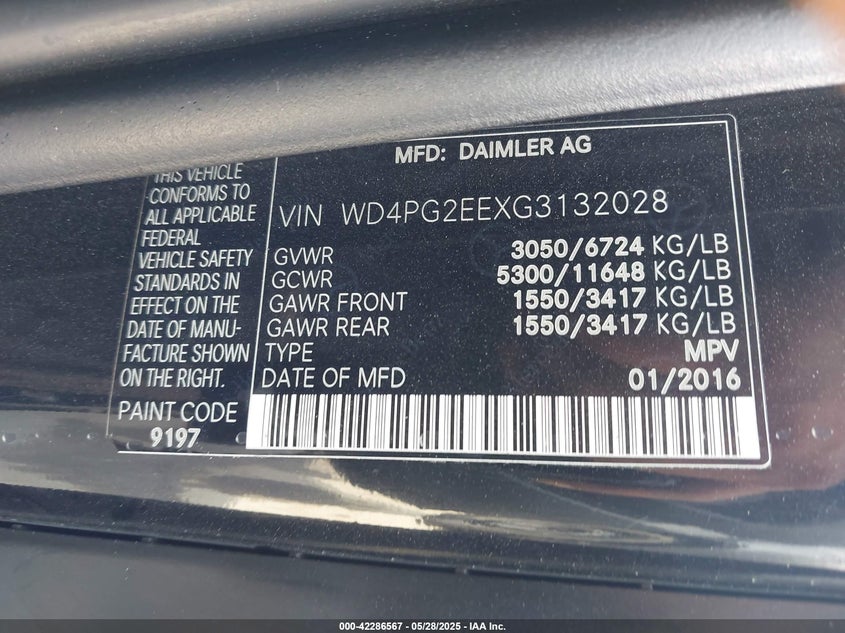 MFD: DAIMLER AG
THIS VEHICLE
CONFORMS TO
ALL APPLICABLE
FEDERAL
VEHICLE SAFETY
STANDARDS IN
EFFECT ON THE
DATE OF MANU-
FACTURE SHOWN
ON THE RIGHT.
PAINT CODE
9197
VIN WD4PG2EEXG3132028
GVWR 3050/6724 KG/LB
GCWR 5300/11648 KG/LB
GAWR FRONT 1550/3417 KG/LB
GAWR REAR 1550/3417 KG/LB
TYPE MPV
DATE OF MFD 01/2016
000-42286567 - 05/28/2025 - IAA Inc.